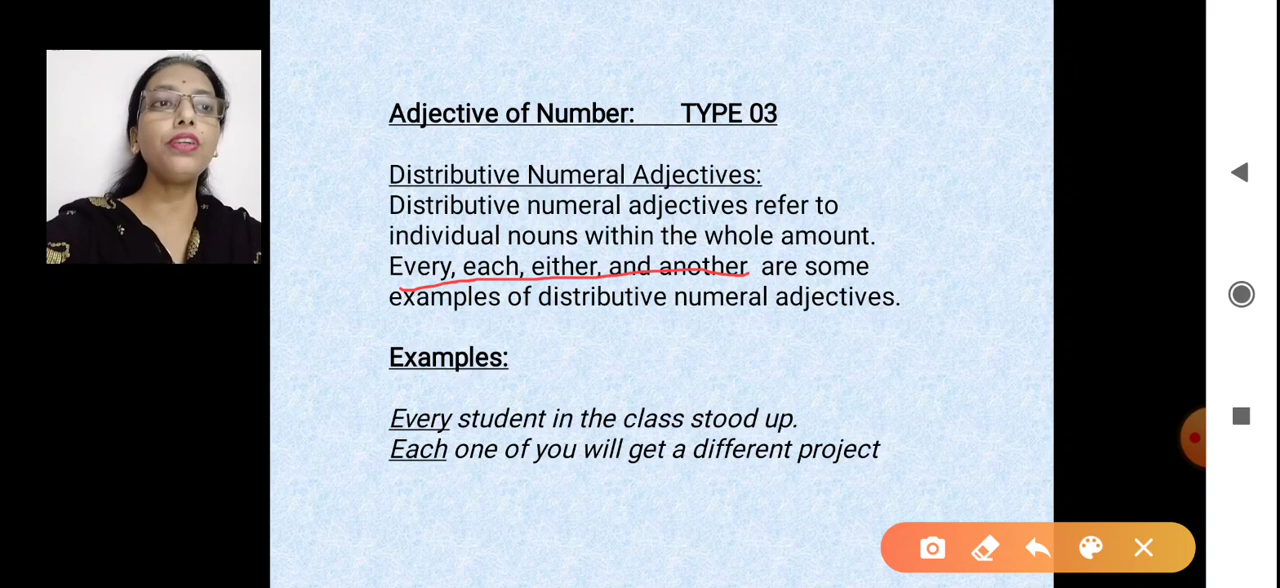 Adjective of Number: TYPE 03
Distributive Numeral Adjectives:
Distributive numeral adjectives refer to
individual nouns within the whole amount.
Every, each, either, and another are some
examples of distributive numeral adjectives.
Examples:
Every student in the class stood up.
Each one of you will get a different project